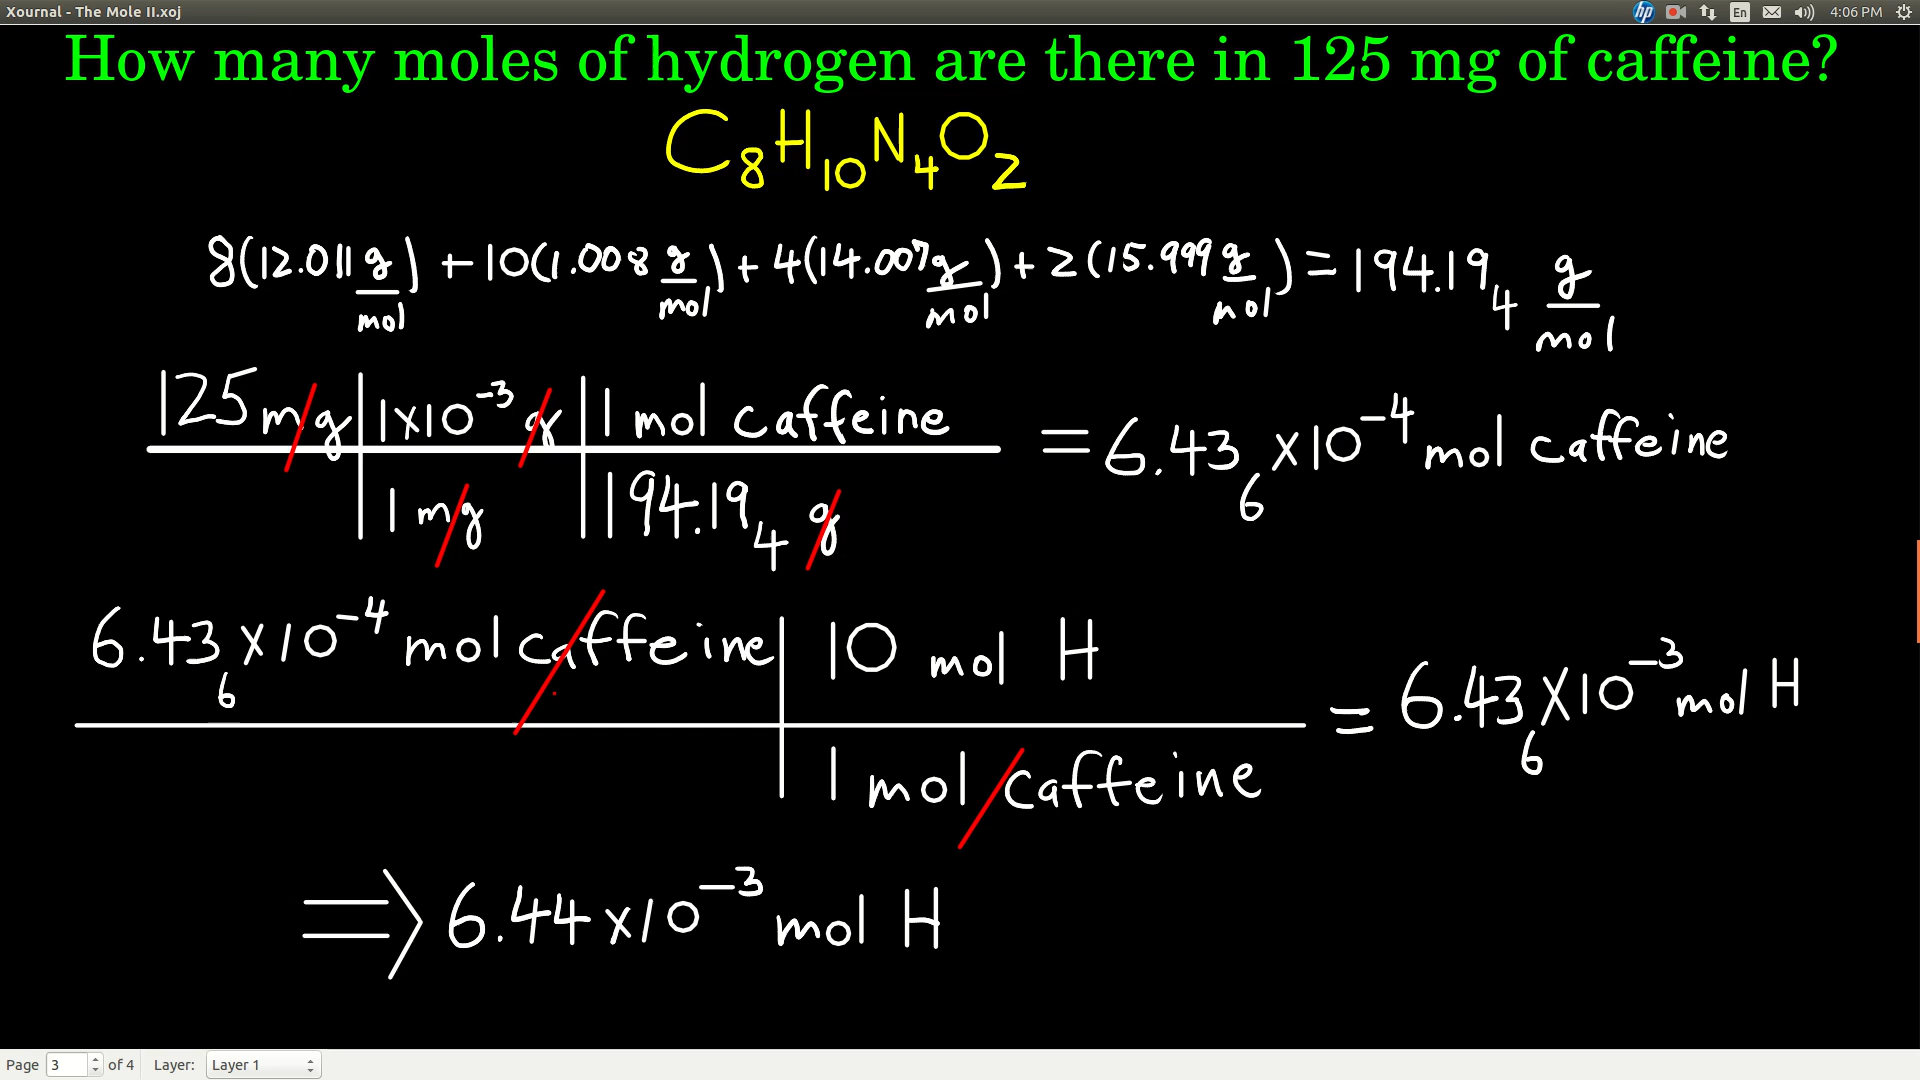 Xournal - The Mole II.xoj
hp En 4:06 PM
How many moles of hydrogen are there in 125 mg of caffeine?
C₈H₁₀N₄O₂
8(12.011 g/mol) + 10(1.008 g/mol) + 4(14.007 g/mol) + 2(15.999 g/mol) = 194.19₄ g/mol
125 mg | 1x10⁻³ g | 1 mol caffeine = 6.43₆ x10⁻⁴ mol caffeine
1 mg | 194.19₄ g
6.43₆ x10⁻⁴ mol caffeine | 10 mol H = 6.43₆ x10⁻³ mol H
1 mol caffeine
⇒ 6.44 x10⁻³ mol H
Page 3 of 4 Layer: Layer 1